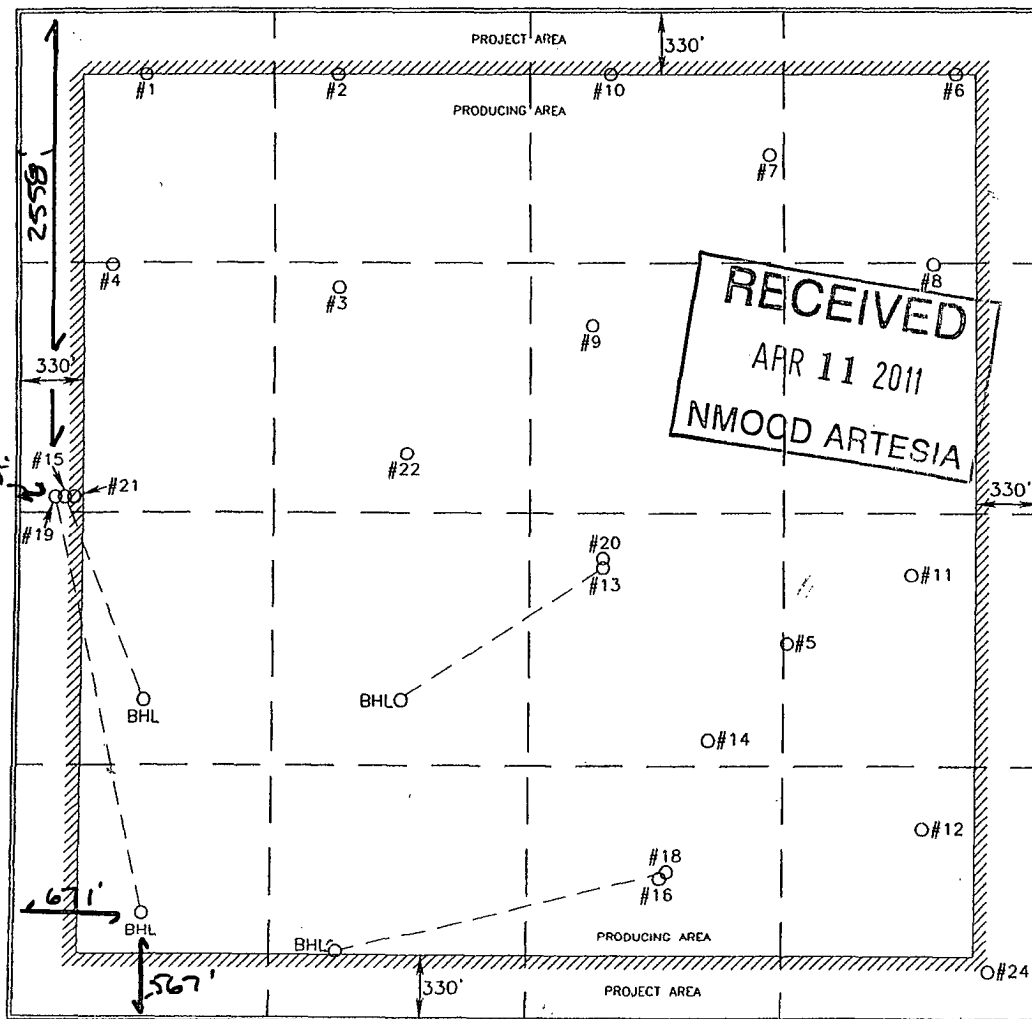 PROJECT AREA
330'
#1
#2
#10
#6
PRODUCING AREA
#7
2558'
#4
#3
#8
RECEIVED
#9
APR 11 2011
330'
NMOCD ARTESIA
#15
#22
#21
330'
#19
#20
#13
#11
#5
BHL
BHL
#14
#12
#18
#16
671'
BHL
BHL
PRODUCING AREA
567'
330'
PROJECT AREA
#24